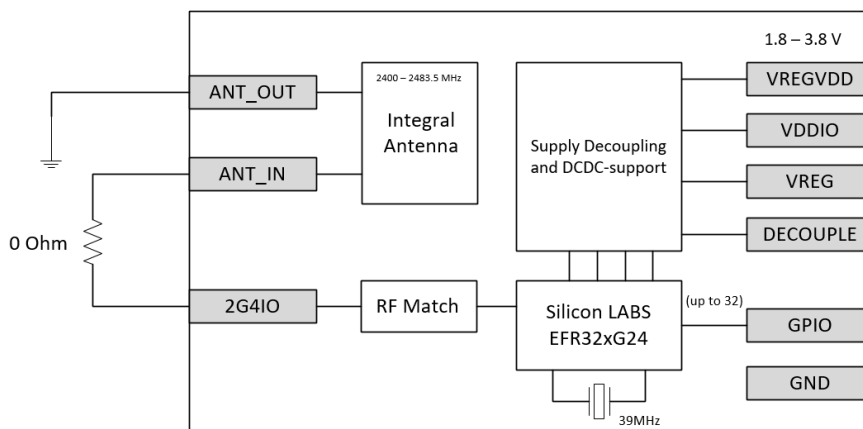 1.8 – 3.8 V
ANT_OUT
2400 – 2483.5 MHz
Integral
Antenna
VREGVDD
VDDIO
Supply Decoupling
and DCDC-support
ANT_IN
VREG
DECOUPLE
0 Ohm
2G4IO
RF Match
Silicon LABS
EFR32xG24
(up to 32)
GPIO
GND
39MHz